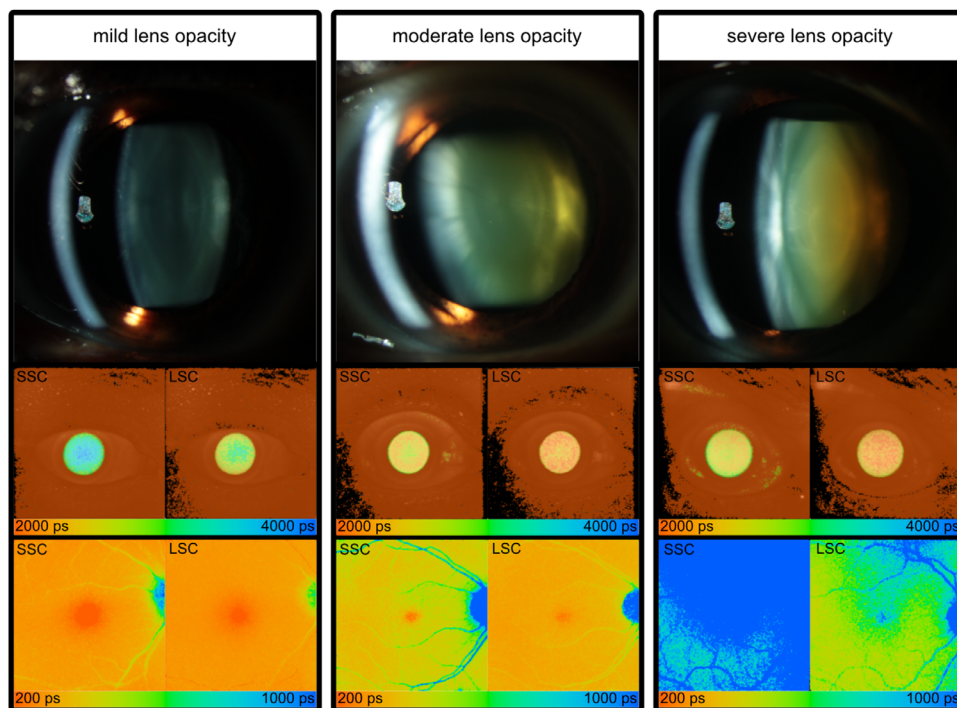 mild lens opacity
moderate lens opacity
severe lens opacity
SSC LSC
SSC LSC
SSC LSC
2000 ps 4000 ps
2000 ps 4000 ps
2000 ps 4000 ps
SSC LSC
SSC LSC
SSC LSC
200 ps 1000 ps
200 ps 1000 ps
200 ps 1000 ps